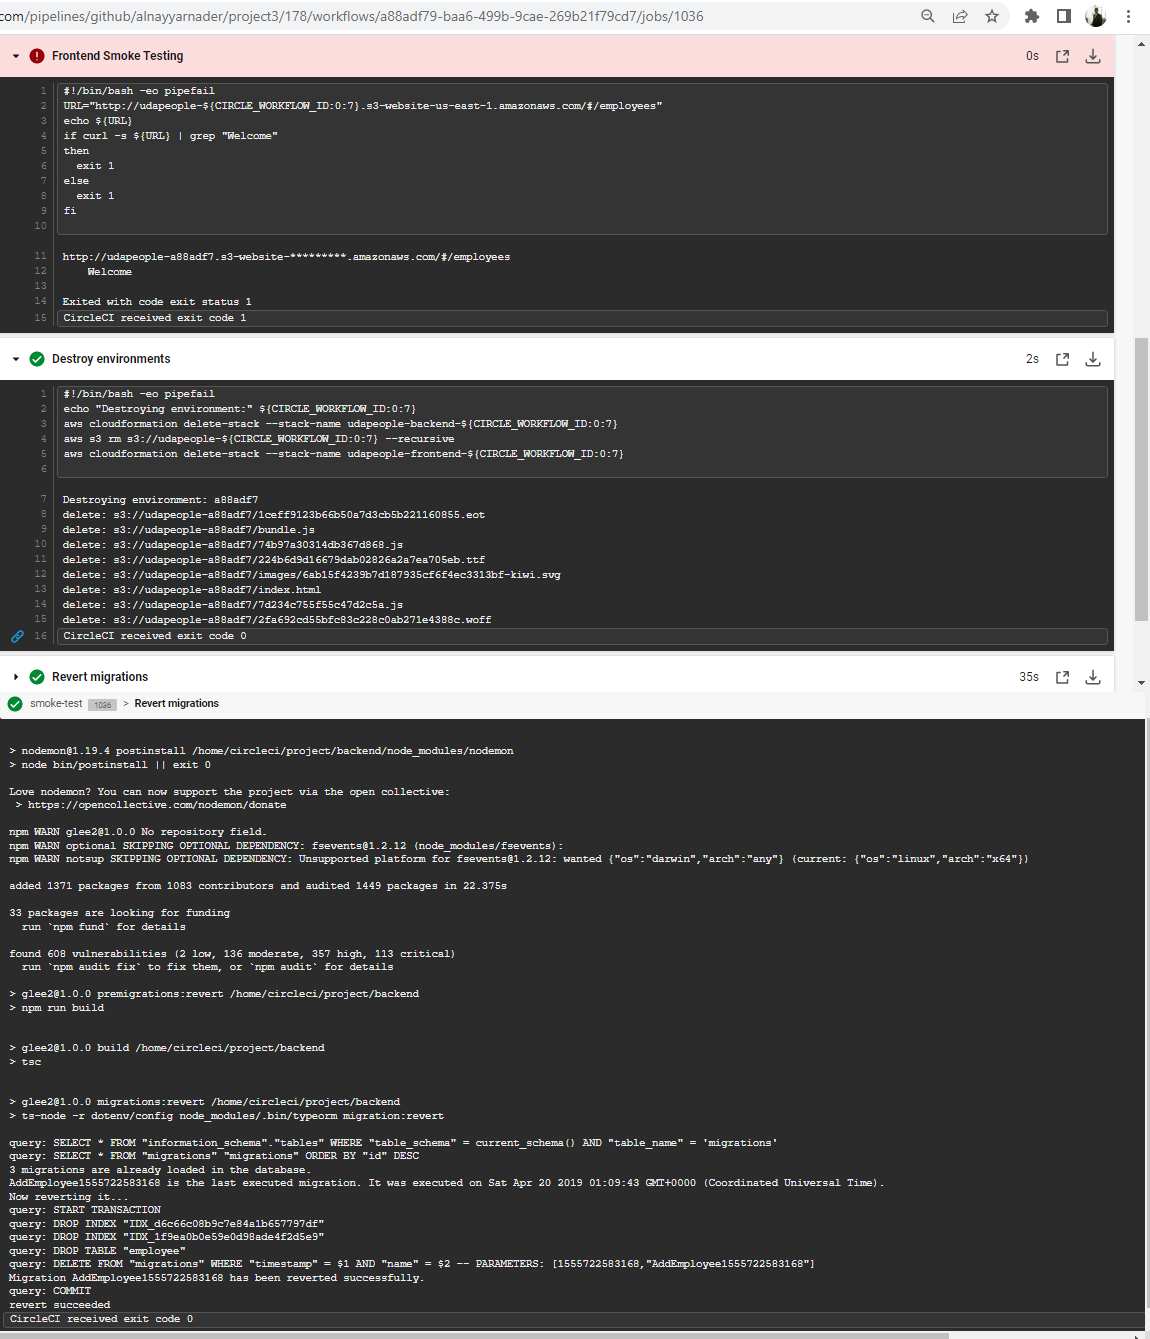 com/pipelines/github/alnayyarnader/project3/178/workflows/a88adf79-baa6-499b-9cae-269b21f79cd7/jobs/1036
Frontend Smoke Testing 0s
1 #!/bin/bash -eo pipefail
2 URL="http://udapeople-${CIRCLE_WORKFLOW_ID:0:7}.s3-website-us-east-1.amazonaws.com/#/employees"
3 echo ${URL}
4 if curl -s ${URL} | grep "Welcome"
5 then
6 exit 1
7 else
8 exit 1
9 fi
10
11 http://udapeople-a88adf7.s3-website-*********.amazonaws.com/#/employees
12 Welcome
13
14 Exited with code exit status 1
15 CircleCI received exit code 1
Destroy environments 2s
1 #!/bin/bash -eo pipefail
2 echo "Destroying environment:" ${CIRCLE_WORKFLOW_ID:0:7}
3 aws cloudformation delete-stack --stack-name udapeople-backend-${CIRCLE_WORKFLOW_ID:0:7}
4 aws s3 rm s3://udapeople-${CIRCLE_WORKFLOW_ID:0:7} --recursive
5 aws cloudformation delete-stack --stack-name udapeople-frontend-${CIRCLE_WORKFLOW_ID:0:7}
6
7 Destroying environment: a88adf7
8 delete: s3://udapeople-a88adf7/1ceff9123b66b50a7d3cb5b221160855.eot
9 delete: s3://udapeople-a88adf7/bundle.js
10 delete: s3://udapeople-a88adf7/74b97a30314db367d868.js
11 delete: s3://udapeople-a88adf7/224b6d9d16679dab02826a2a7ea705eb.ttf
12 delete: s3://udapeople-a88adf7/images/6ab15f4239b7d187935cf6f4ec3313bf-kiwi.svg
13 delete: s3://udapeople-a88adf7/index.html
14 delete: s3://udapeople-a88adf7/7d234c755f55c47d2c5a.js
15 delete: s3://udapeople-a88adf7/2fa692cd55bfc83c228c0ab271e4388c.woff
16 CircleCI received exit code 0
Revert migrations 35s
smoke-test 1036 > Revert migrations
> nodemon@1.19.4 postinstall /home/circleci/project/backend/node_modules/nodemon
> node bin/postinstall || exit 0
Love nodemon? You can now support the project via the open collective:
> https://opencollective.com/nodemon/donate
npm WARN glee2@1.0.0 No repository field.
npm WARN optional SKIPPING OPTIONAL DEPENDENCY: fsevents@1.2.12 (node_modules/fsevents):
npm WARN notsup SKIPPING OPTIONAL DEPENDENCY: Unsupported platform for fsevents@1.2.12: wanted {"os":"darwin","arch":"any"} (current: {"os":"linux","arch":"x64"})
added 1371 packages from 1083 contributors and audited 1449 packages in 22.375s
33 packages are looking for funding
run `npm fund` for details
found 608 vulnerabilities (2 low, 136 moderate, 357 high, 113 critical)
run `npm audit fix` to fix them, or `npm audit` for details
> glee2@1.0.0 premigrations:revert /home/circleci/project/backend
> npm run build
> glee2@1.0.0 build /home/circleci/project/backend
> tsc
> glee2@1.0.0 migrations:revert /home/circleci/project/backend
> ts-node -r dotenv/config node_modules/.bin/typeorm migration:revert
query: SELECT * FROM "information_schema"."tables" WHERE "table_schema" = current_schema() AND "table_name" = 'migrations'
query: SELECT * FROM "migrations" "migrations" ORDER BY "id" DESC
3 migrations are already loaded in the database.
AddEmployee1555722583168 is the last executed migration. It was executed on Sat Apr 20 2019 01:09:43 GMT+0000 (Coordinated Universal Time).
Now reverting it...
query: START TRANSACTION
query: DROP INDEX "IDX_d6c66c08b9c7e84a1b657797df"
query: DROP INDEX "IDX_1f9ea0b0e59e0d98ade4f2d5e9"
query: DROP TABLE "employee"
query: DELETE FROM "migrations" WHERE "timestamp" = $1 AND "name" = $2 -- PARAMETERS: [1555722583168,"AddEmployee1555722583168"]
Migration AddEmployee1555722583168 has been reverted successfully.
query: COMMIT
revert succeeded
CircleCI received exit code 0